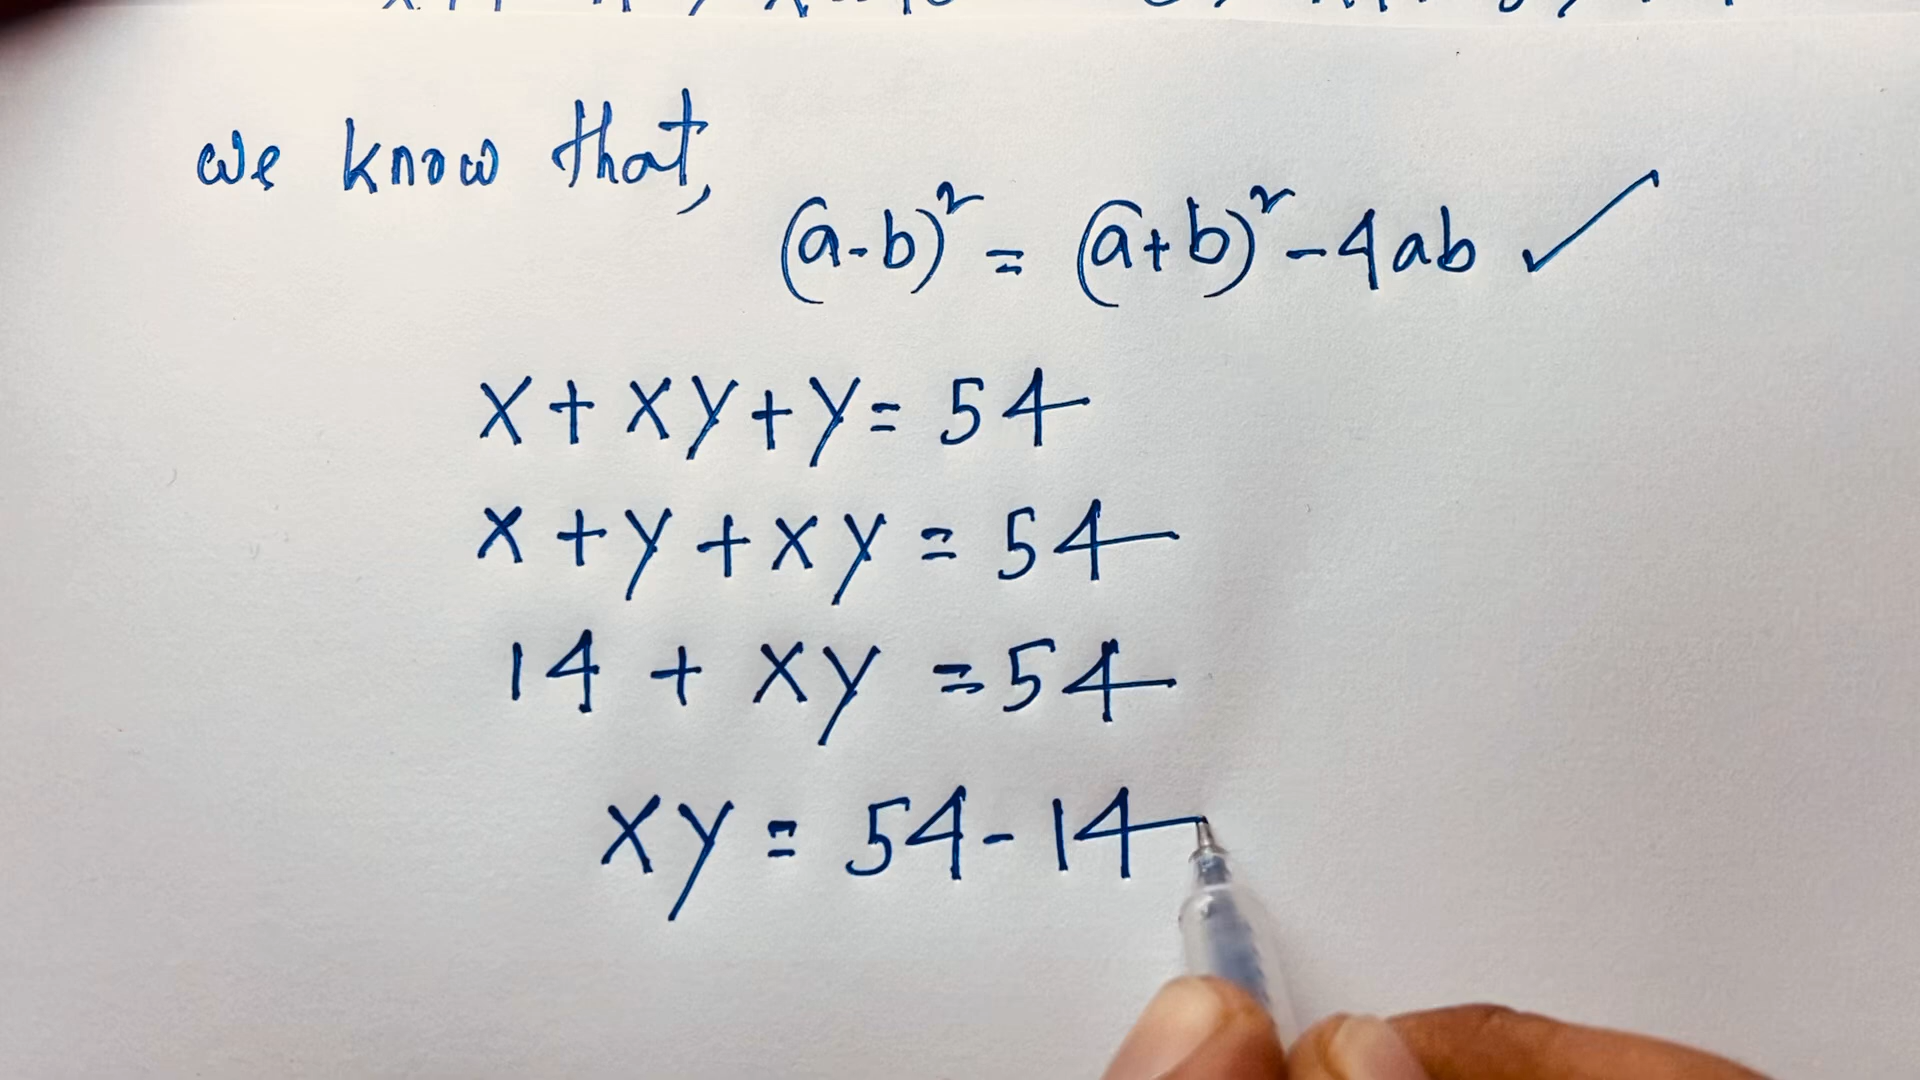 we know that,
(a-b)² = (a+b)² - 4ab ✓
x + xy + y = 54
x + y + xy = 54
14 + xy = 54
xy = 54 - 14